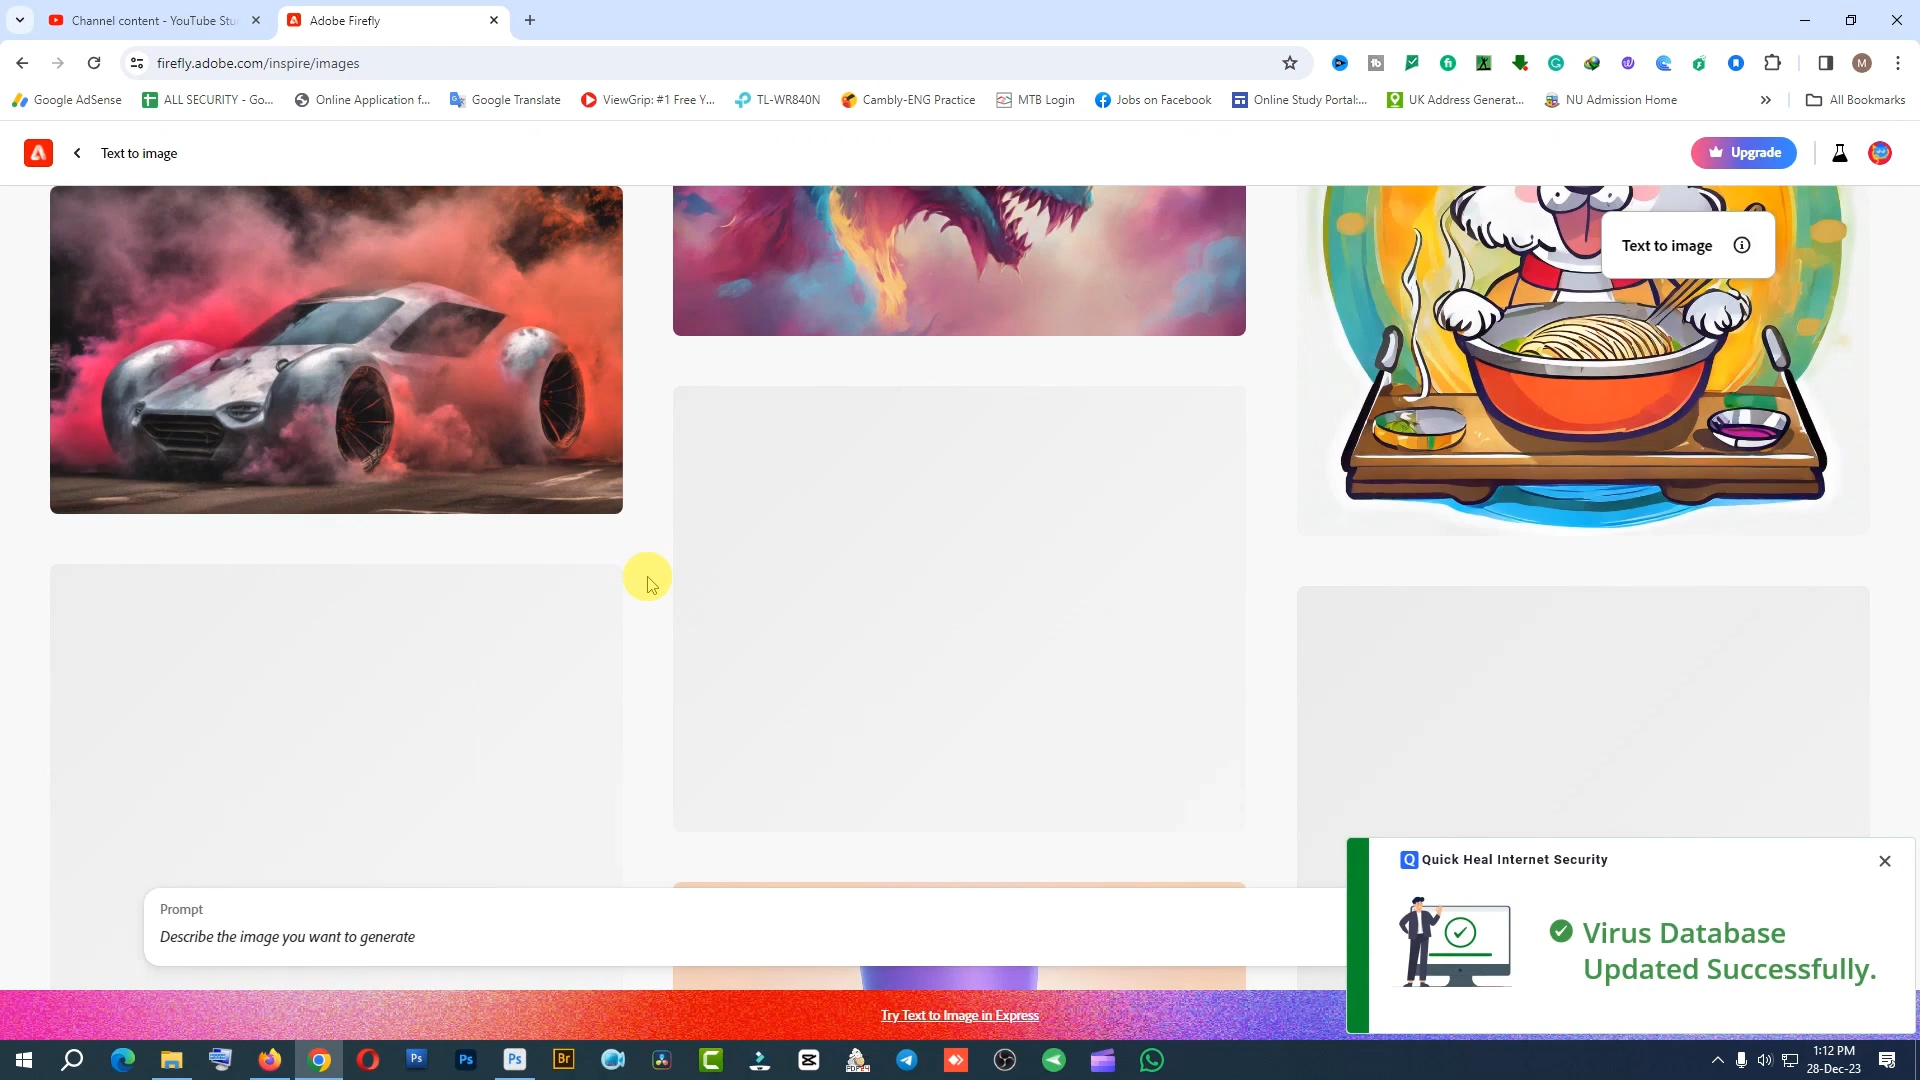 Channel content - YouTube Stu
Adobe Firefly
firefly.adobe.com/inspire/images
M
Google AdSense
ALL SECURITY - Go...
Online Application f...
Google Translate
ViewGrip: #1 Free Y...
TL-WR840N
Cambly-ENG Practice
MTB Login
Jobs on Facebook
Online Study Portal:...
UK Address Generat...
NU Admission Home
All Bookmarks
Text to image
Upgrade
Text to image
Quick Heal Internet Security
Virus Database
Updated Successfully.
Prompt
Describe the image you want to generate
Try Text to Image in Express
Ps
Ps
Ps
Br
1:12 PM
28-Dec-23